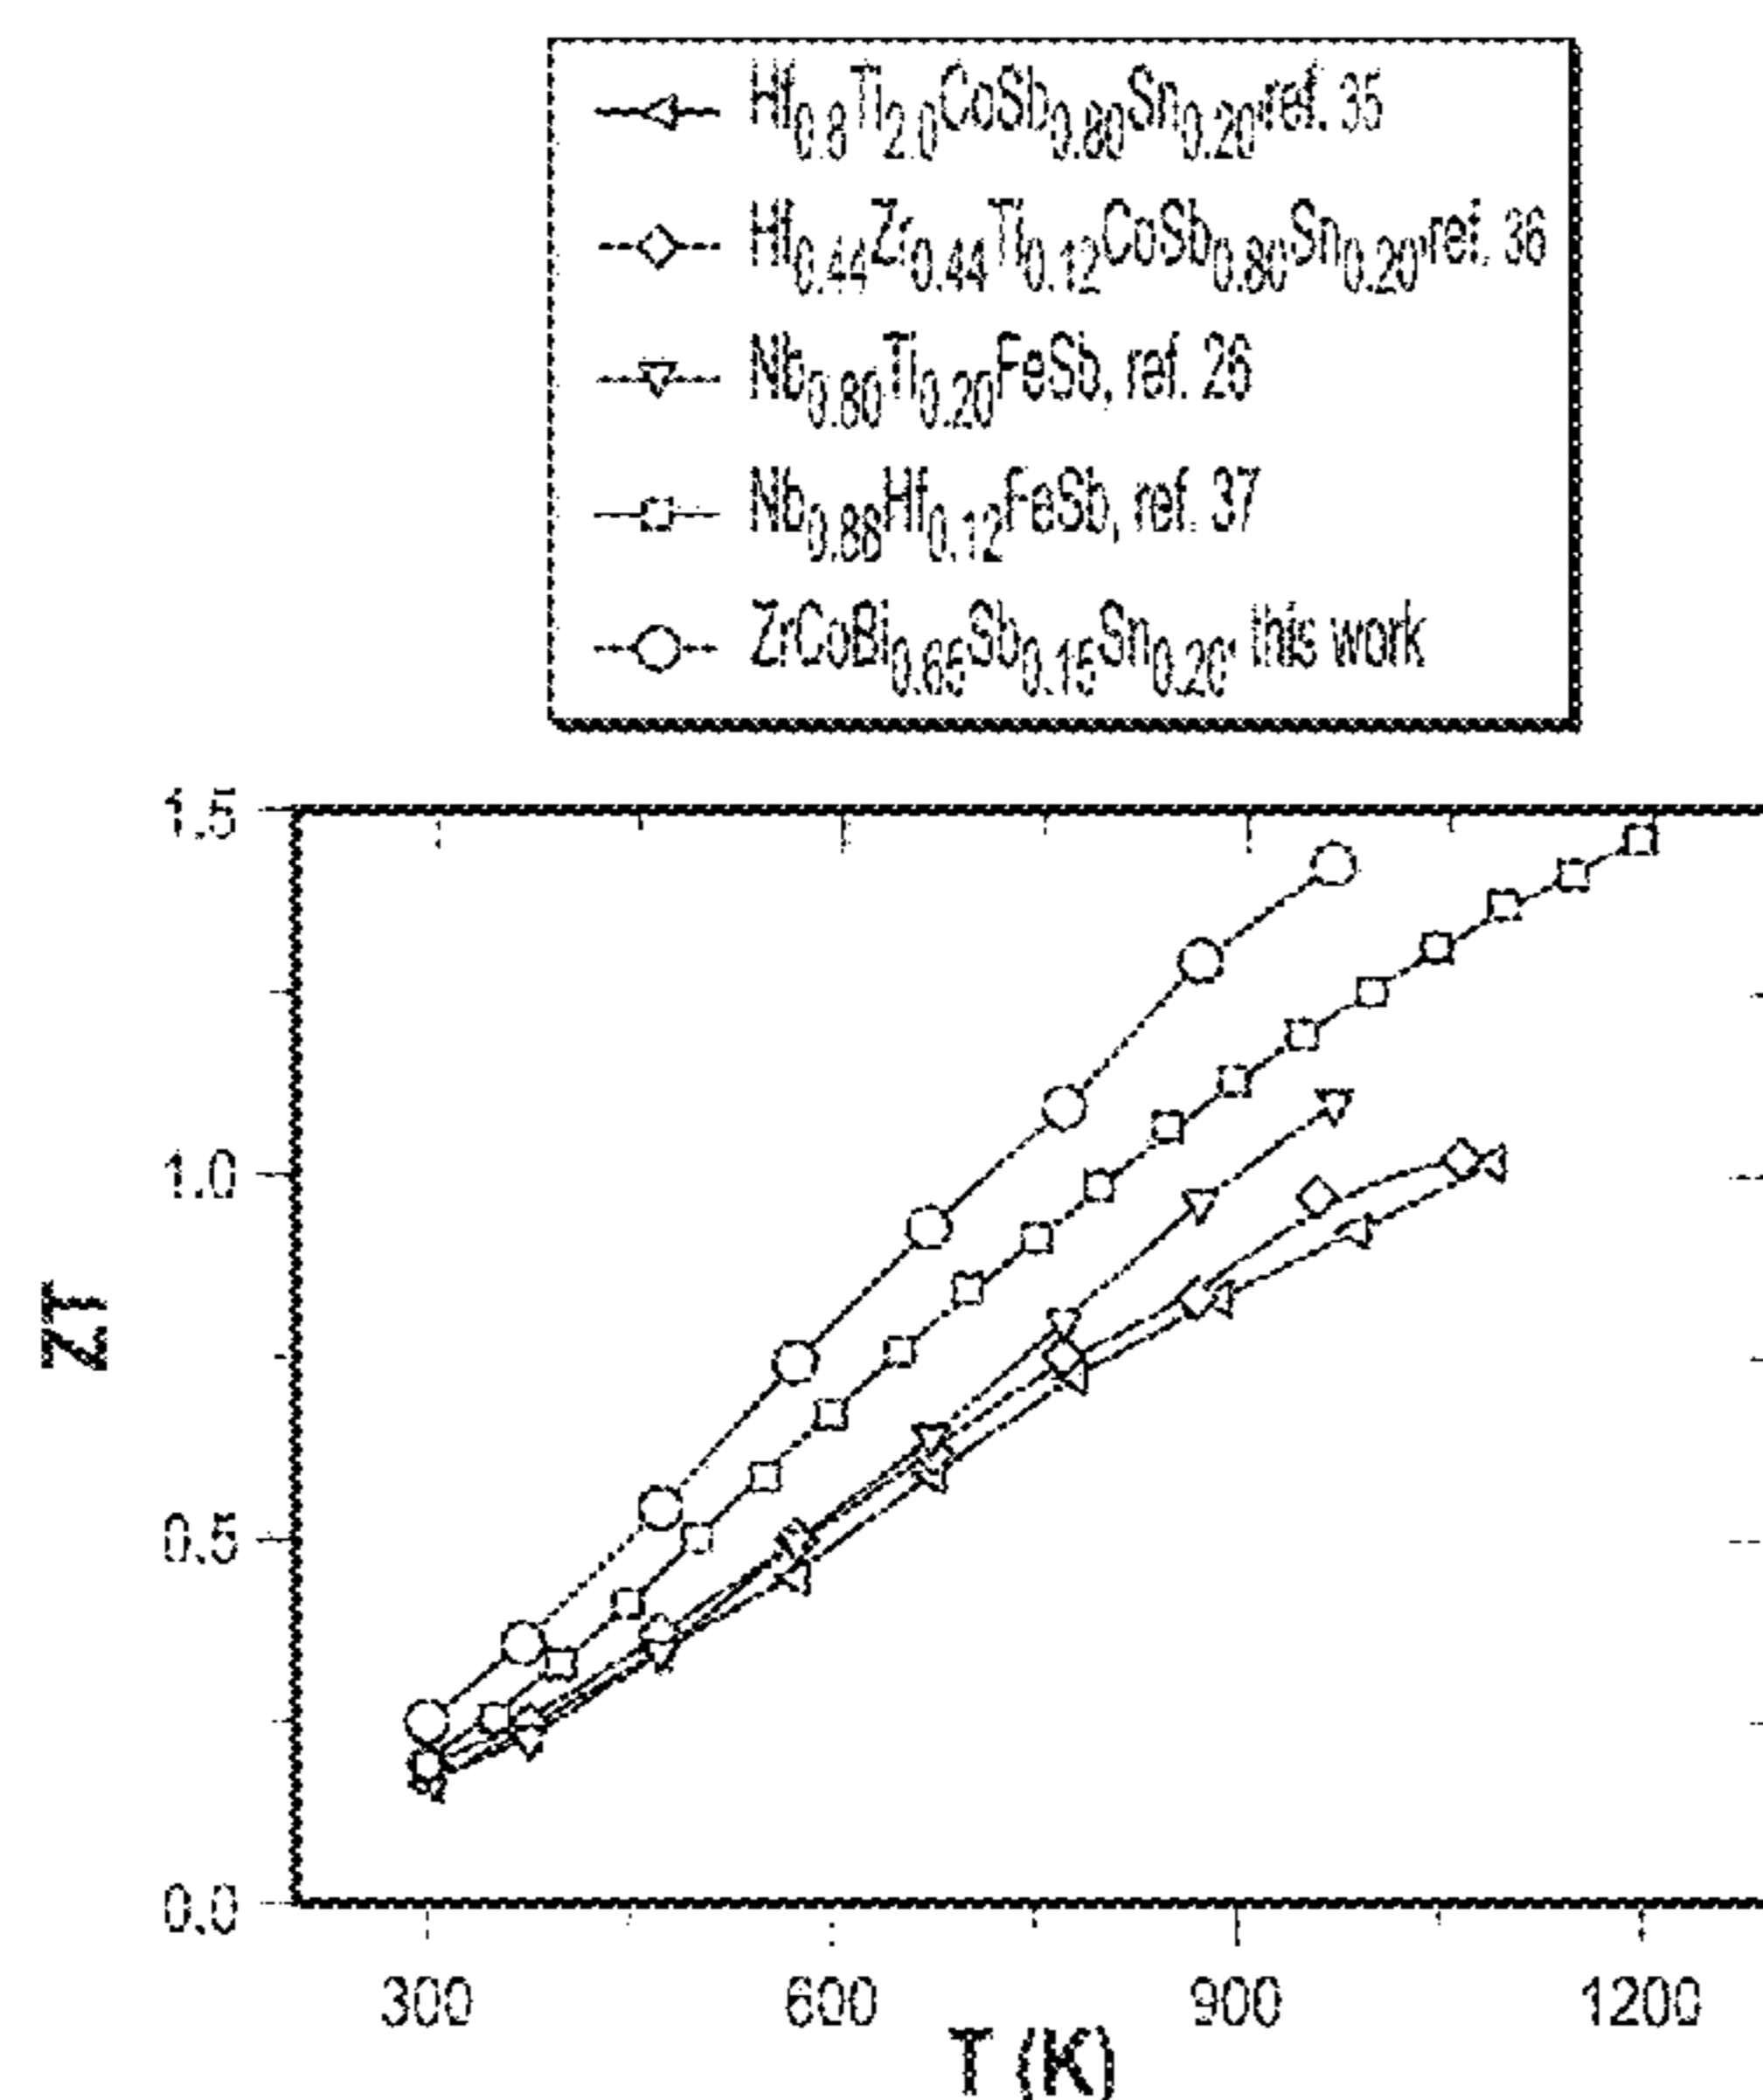 Hf0.8Ti2.0CoSb0.80Sn0.20, ref. 35
Hf0.44Zr0.44Ti0.12CoSb0.80Sn0.20, ref. 36
Nb0.80Ti0.20FeSb, ref. 26
Nb0.88Hf0.12FeSb, ref. 37
ZrCoBi0.65Sb0.15Sn0.20, this work
1.5
1.0
ZT
0.5
0.0
300 600 900 1200
T (K)